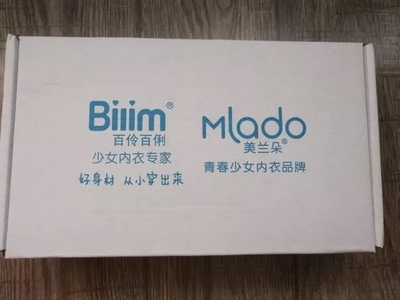 Biiim®
百伶百俐
少女内衣专家
好身材 从小穿出来
Mlado®
美兰朵
青春少女内衣品牌